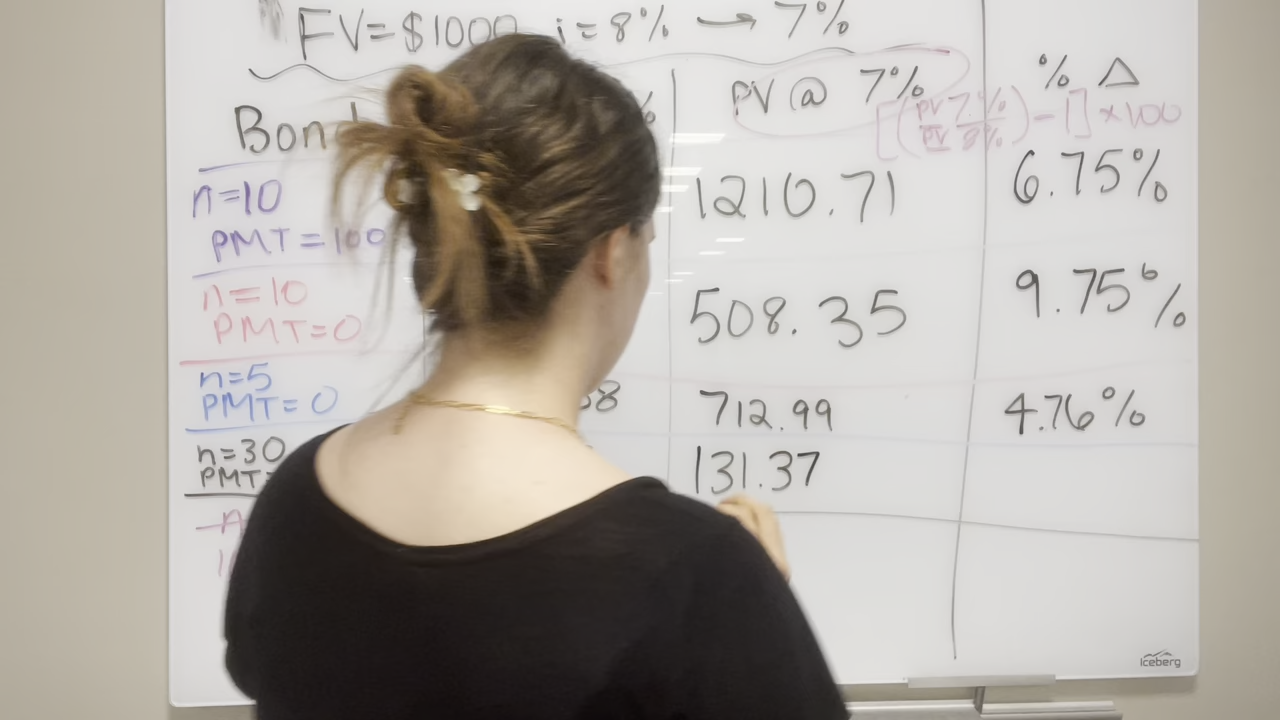 FV=$1000 i=8% → 7%
Bond % PV @ 7% % Δ
[(PV 7%/PV 8%) - 1] × 100
n=10
PMT=100 1210.71 6.75%
n=10
PMT=0 508.35 9.75%
n=5
PMT=0 712.99 4.76%
n=30
PMT= 131.37
Iceberg